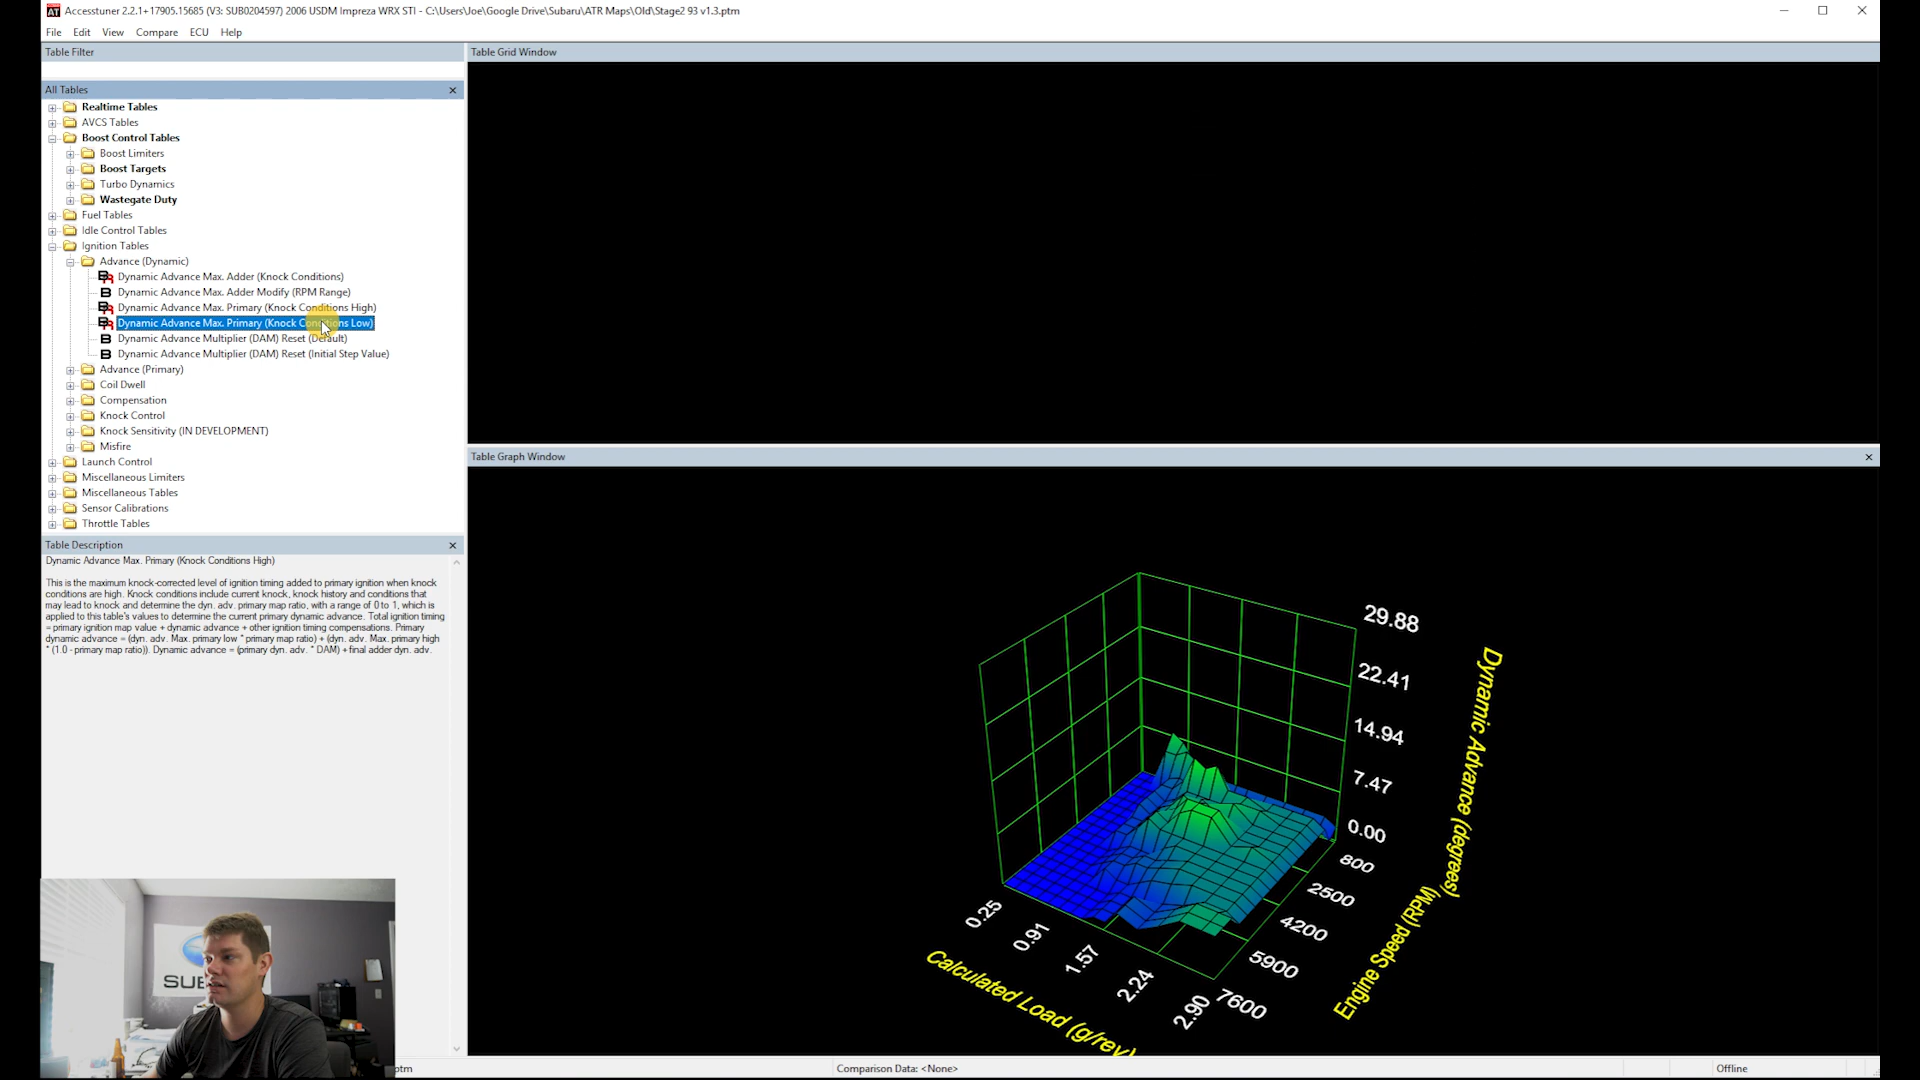 Accesstuner 2.2.1+17905.15685 (V3: SUB0204597) 2006 USDM Impreza WRX STI - C:\Users\Joe\Google Drive\Subaru\ATR Maps\Old\Stage2 93 v1.3.ptm
File Edit View Compare ECU Help
Table Filter
Table Grid Window
All Tables
Realtime Tables
AVCS Tables
Boost Control Tables
Boost Limiters
Boost Targets
Turbo Dynamics
Wastegate Duty
Fuel Tables
Idle Control Tables
Ignition Tables
Advance (Dynamic)
Dynamic Advance Max. Adder (Knock Conditions)
Dynamic Advance Max. Adder Modify (RPM Range)
Dynamic Advance Max. Primary (Knock Conditions High)
Dynamic Advance Max. Primary (Knock Conditions Low)
Dynamic Advance Multiplier (DAM) Reset (Default)
Dynamic Advance Multiplier (DAM) Reset (Initial Step Value)
Advance (Primary)
Coil Dwell
Compensation
Knock Control
Knock Sensitivity (IN DEVELOPMENT)
Misfire
Launch Control
Miscellaneous Limiters
Miscellaneous Tables
Sensor Calibrations
Throttle Tables
Table Description
Dynamic Advance Max. Primary (Knock Conditions High)
This is the maximum knock-corrected level of ignition timing added to primary ignition when knock
conditions are high. Knock conditions include current knock, knock history and conditions that
may lead to knock and determine the dyn. adv. primary map ratio, with a range of 0 to 1, which is
applied to this table's values to determine the current primary dynamic advance. Total ignition timing
= primary ignition map value + dynamic advance + other ignition timing compensations. Primary
dynamic advance = (dyn. adv. Max. primary low * primary map ratio) + (dyn. adv. Max. primary high
* (1.0 - primary map ratio)). Dynamic advance = (primary dyn. adv. * DAM) + final adder dyn. adv.
Table Graph Window
29.88
22.41
14.94
7.47
0.00
Dynamic Advance (degrees)
800
2500
4200
5900
7600
Engine Speed (RPM)
0.25
0.91
1.57
2.24
2.90
Calculated Load (g/rev)
SU
ptm
Comparison Data: <None>
Offline